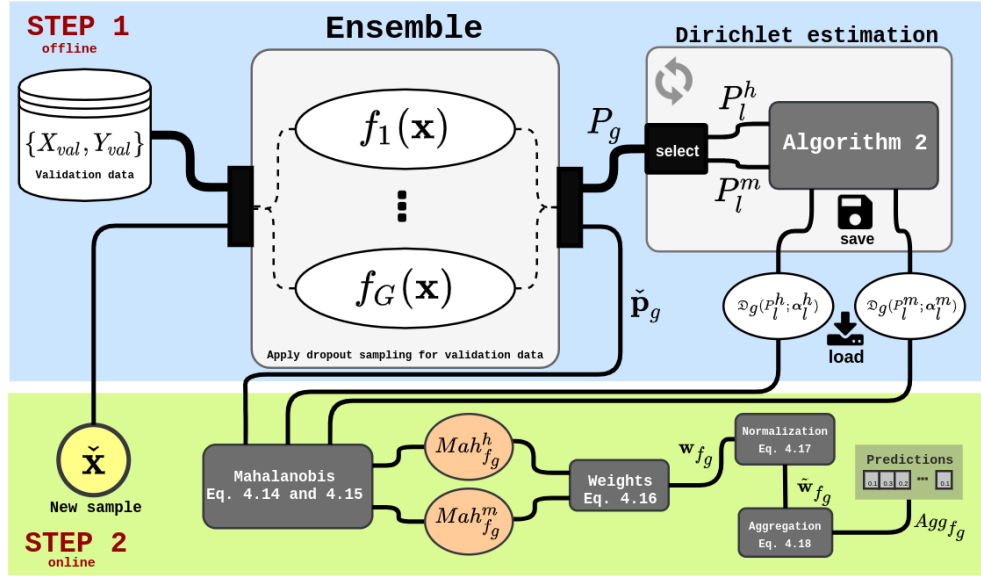 STEP 1
offline
Ensemble
Dirichlet estimation
{X_val, Y_val}
Validation data
f_1(x)
⋮
f_G(x)
Apply dropout sampling for validation data
P_g
select
P_l^h
P_l^m
Algorithm 2
save
p̌_g
𝔇_g(P_l^h; α_l^h)
𝔇_g(P_l^m; α_l^m)
load
x̌
New sample
STEP 2
online
Mahalanobis
Eq. 4.14 and 4.15
Mah_{f_g}^h
Mah_{f_g}^m
Weights
Eq. 4.16
w_{f_g}
Normalization
Eq. 4.17
w̃_{f_g}
Aggregation
Eq. 4.18
Agg_{f_g}
Predictions
0.1 0.3 0.2 ... 0.1